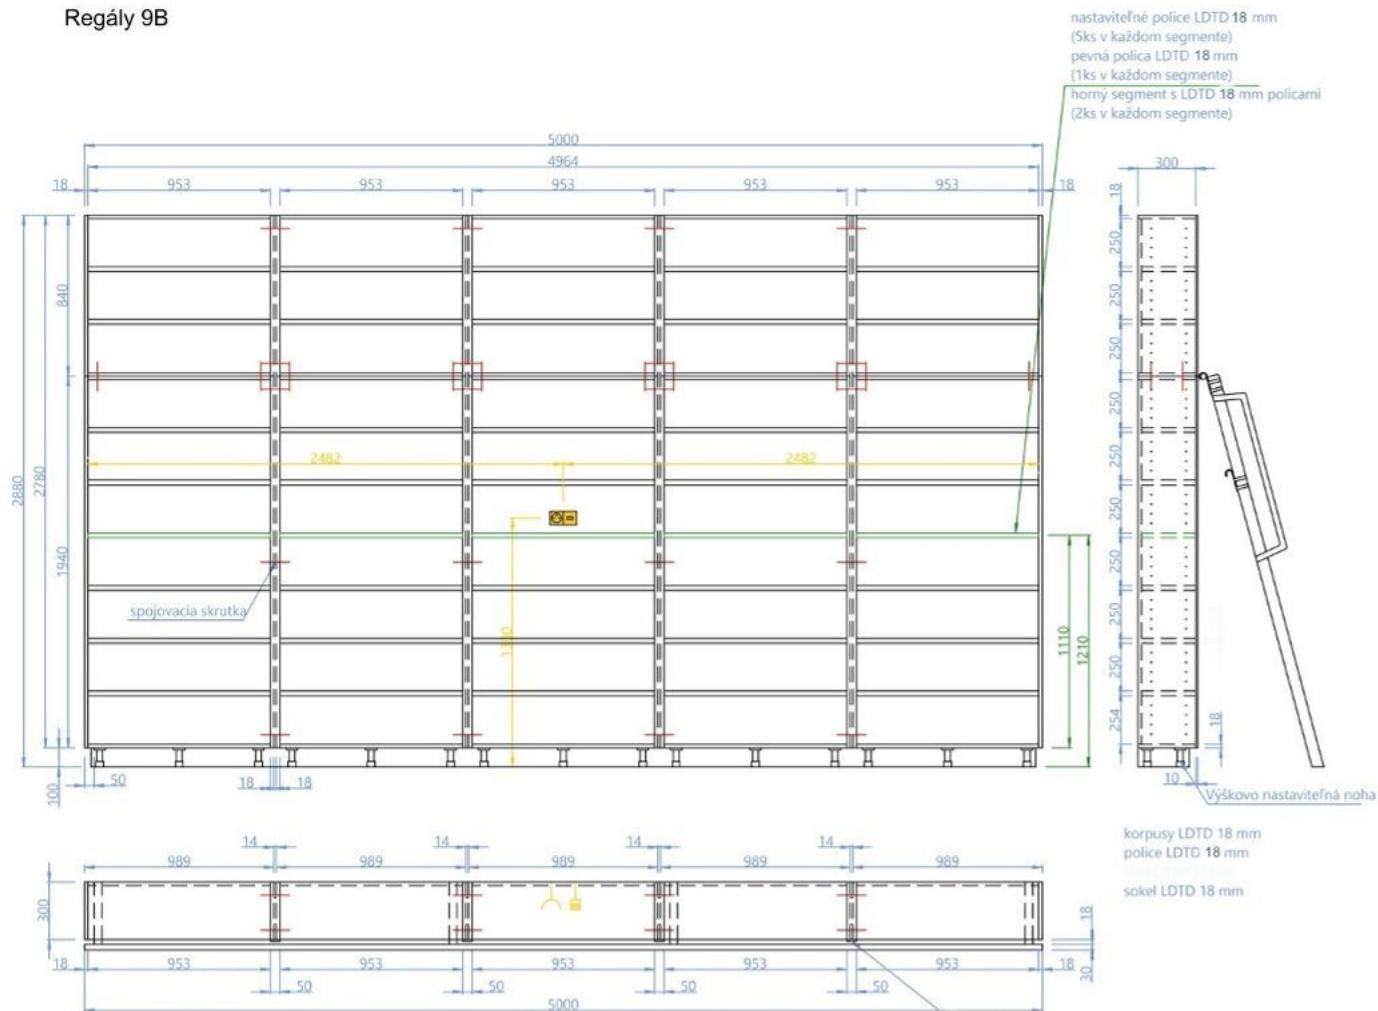 Regály 9B
nastaviteľné police LDTD 18 mm
(5ks v každom segmente)
pevná polica LDTD 18 mm
(1ks v každom segmente)
horný segment s LDTD 18 mm policami
(2ks v každom segmente)
5000
4964
18 953 953 953 953 953 18
300
18
250
250
250
250
250
250
250
250
250
254
18
10
840
2880
2780
1940
2482 2482
1110
1210
spojovacia skrutka
100
50
18 18
Výškovo nastaviteľná noha
korpusy LDTD 18 mm
police LDTD 18 mm
sokel LDTD 18 mm
14 14 14 14
989 989 989 989 989
300
18
30
18 953 953 953 953 953 18
50 50 50 50
5000